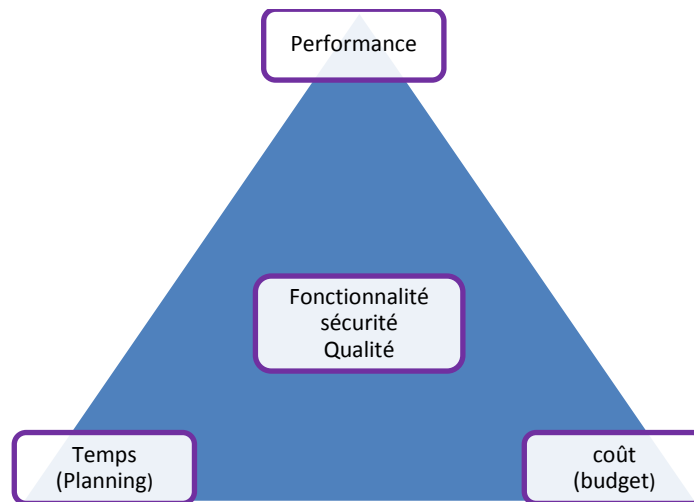 Performance
Fonctionnalité
sécurité
Qualité
Temps
(Planning)
coût
(budget)